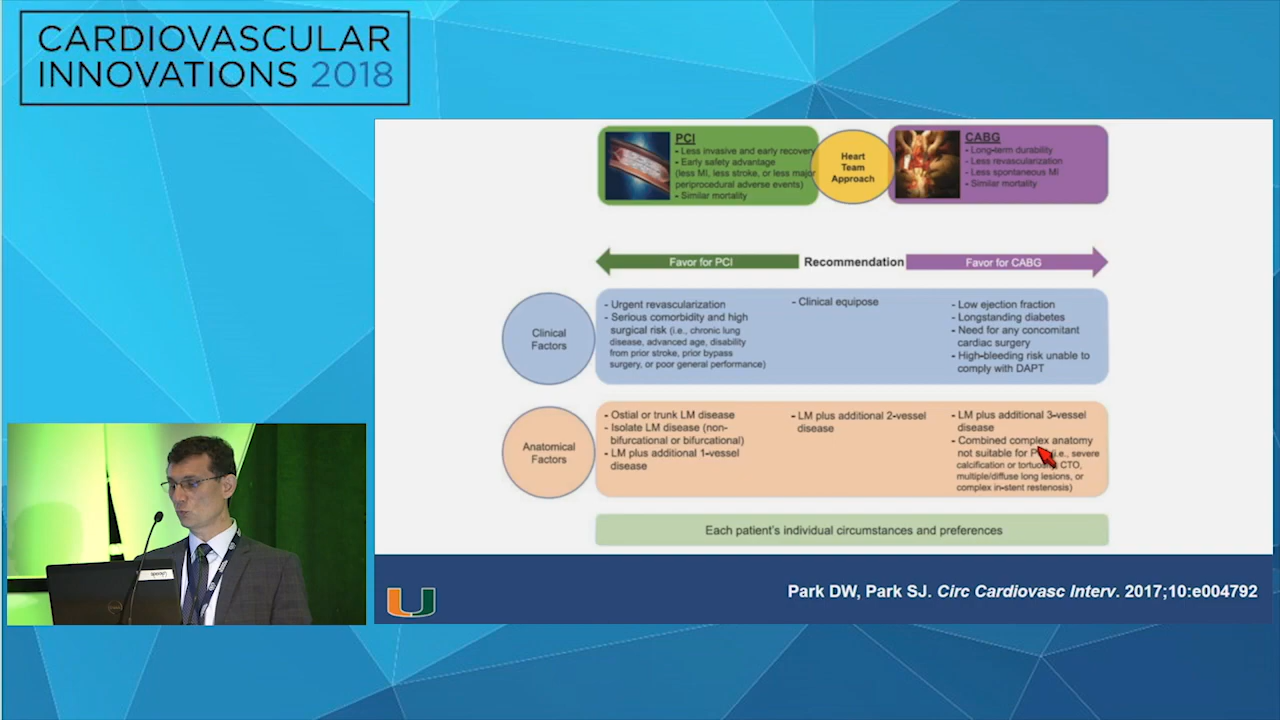 CARDIOVASCULAR
INNOVATIONS 2018
PCI
- Less invasive and early recovery
- Early safety advantage
(less MI, less stroke, or less major
periprocedural adverse events)
- Similar mortality
Heart
Team
Approach
CABG
- Long-term durability
- Less revascularization
- Less spontaneous MI
- Similar mortality
Favor for PCI
Recommendation
Favor for CABG
Clinical
Factors
- Urgent revascularization
- Serious comorbidity and high
surgical risk (i.e., chronic lung
disease, advanced age, disability
from prior stroke, prior bypass
surgery, or poor general performance)
- Clinical equipose
- Low ejection fraction
- Longstanding diabetes
- Need for any concomitant
cardiac surgery
- High-bleeding risk unable to
comply with DAPT
Anatomical
Factors
- Ostial or trunk LM disease
- Isolate LM disease (non-
bifurcational or bifurcational)
- LM plus additional 1-vessel
disease
- LM plus additional 2-vessel
disease
- LM plus additional 3-vessel
disease
- Combined complex anatomy
not suitable for (i.e., severe
calcification or CTO,
multiple/diffuse long lesions, or
complex in-stent restenosis)
Each patient's individual circumstances and preferences
Park DW, Park SJ. Circ Cardiovasc Interv. 2017;10:e004792